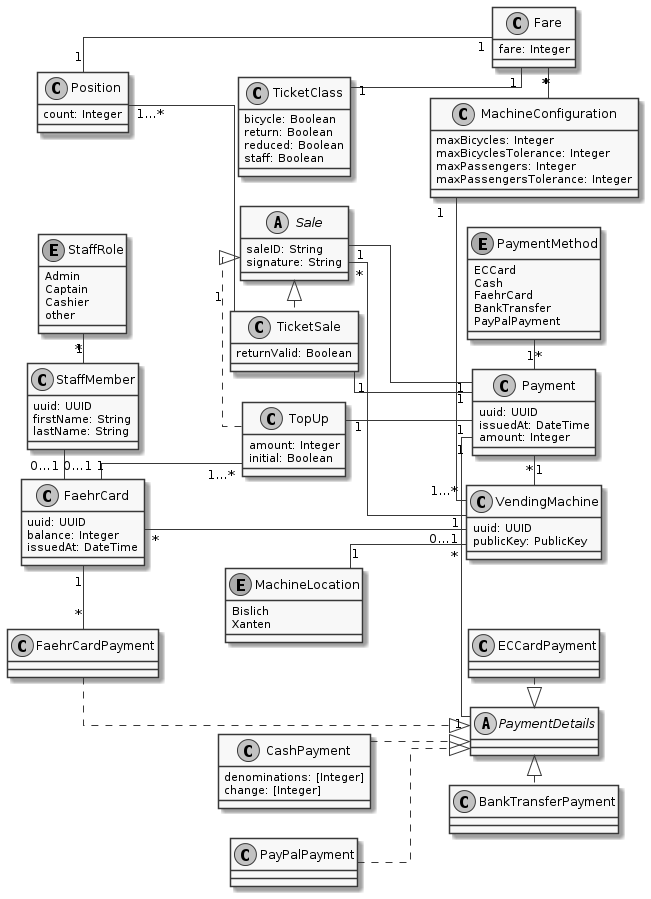 C Fare
fare: Integer
1
1
C Position
count: Integer
1...*
C TicketClass
bicycle: Boolean
return: Boolean
reduced: Boolean
staff: Boolean
1
1
*
C MachineConfiguration
maxBicycles: Integer
maxBicyclesTolerance: Integer
maxPassengers: Integer
maxPassengersTolerance: Integer
1
A Sale
saleID: String
signature: String
1
*
1
E StaffRole
Admin
Captain
Cashier
other
*
1
E PaymentMethod
ECCard
Cash
FaehrCard
BankTransfer
PayPalPayment
1
*
C TicketSale
returnValid: Boolean
1
C StaffMember
uuid: UUID
firstName: String
lastName: String
0...1
0...1
1
C TopUp
amount: Integer
initial: Boolean
1
1...*
C Payment
uuid: UUID
issuedAt: DateTime
amount: Integer
1
1
1
1
*
1
C FaehrCard
uuid: UUID
balance: Integer
issuedAt: DateTime
*
1
*
C VendingMachine
uuid: UUID
publicKey: PublicKey
1...*
1
0...1
*
E MachineLocation
Bislich
Xanten
1
C FaehrCardPayment
C ECCardPayment
A PaymentDetails
1
C CashPayment
denominations: [Integer]
change: [Integer]
C BankTransferPayment
C PayPalPayment